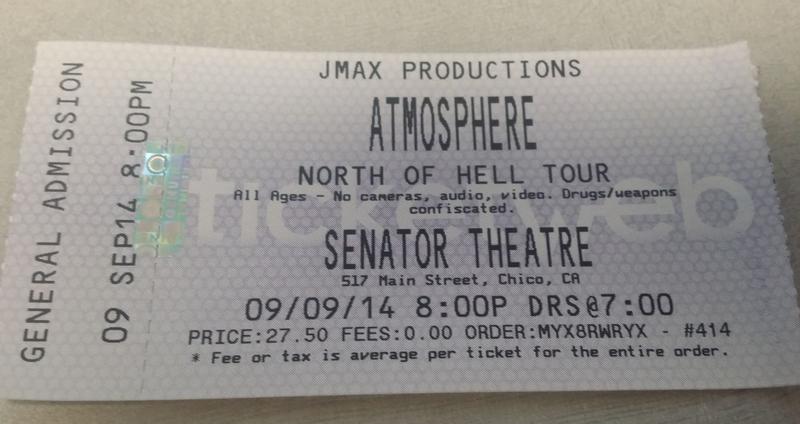 GENERAL ADMISSION
09 SEP14 8:00PM
JMAX PRODUCTIONS
ATMOSPHERE
NORTH OF HELL TOUR
All Ages - No cameras, audio, video. Drugs/weapons
confiscated.
SENATOR THEATRE
517 Main Street, Chico, CA
09/09/14 8:00P DRS@7:00
PRICE:27.50 FEES:0.00 ORDER:MYX8RWRYX - #414
* Fee or tax is average per ticket for the entire order.
ticketweb